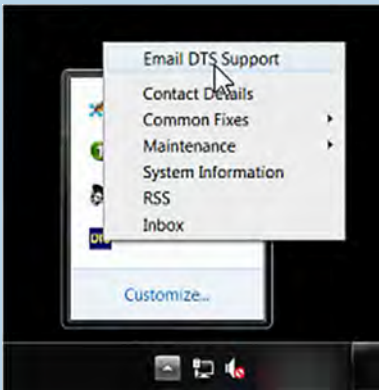 Email DTS Support
Contact Details
Common Fixes
Maintenance
System Information
RSS
Inbox
Customize...